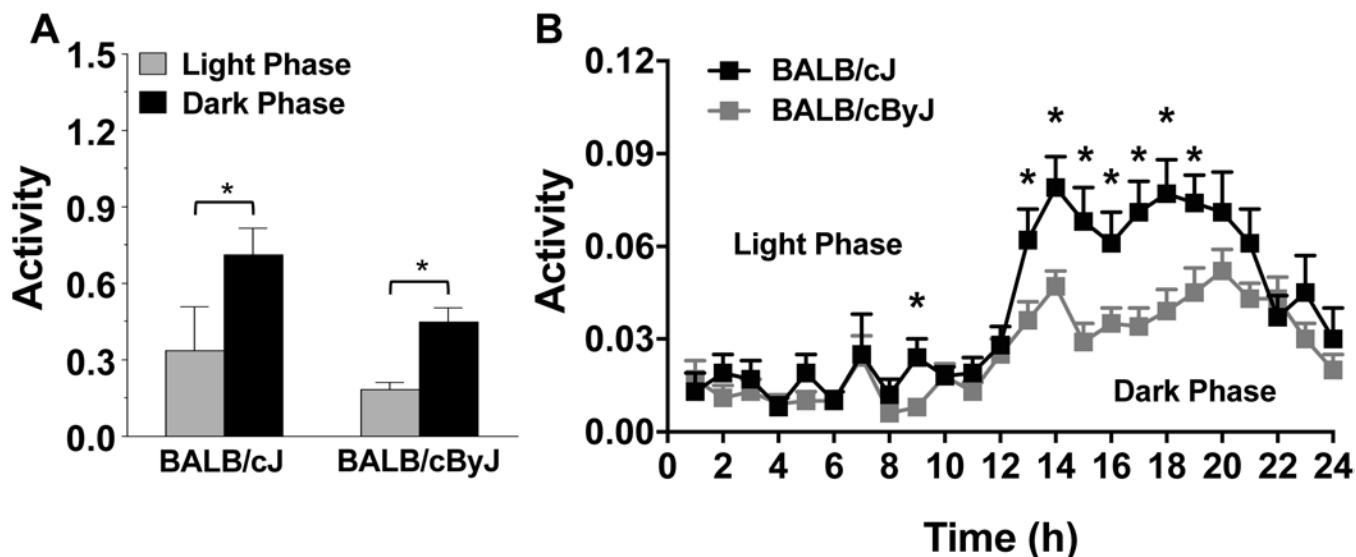 A
Activity
1.5
1.2
0.9
0.6
0.3
0.0
Light Phase
Dark Phase
*
*
BALB/cJ
BALB/cByJ
B
Activity
0.12
0.09
0.06
0.03
0.00
BALB/cJ
BALB/cByJ
* * * * * * * *
Light Phase
Dark Phase
0 2 4 6 8 10 12 14 16 18 20 22 24
Time (h)